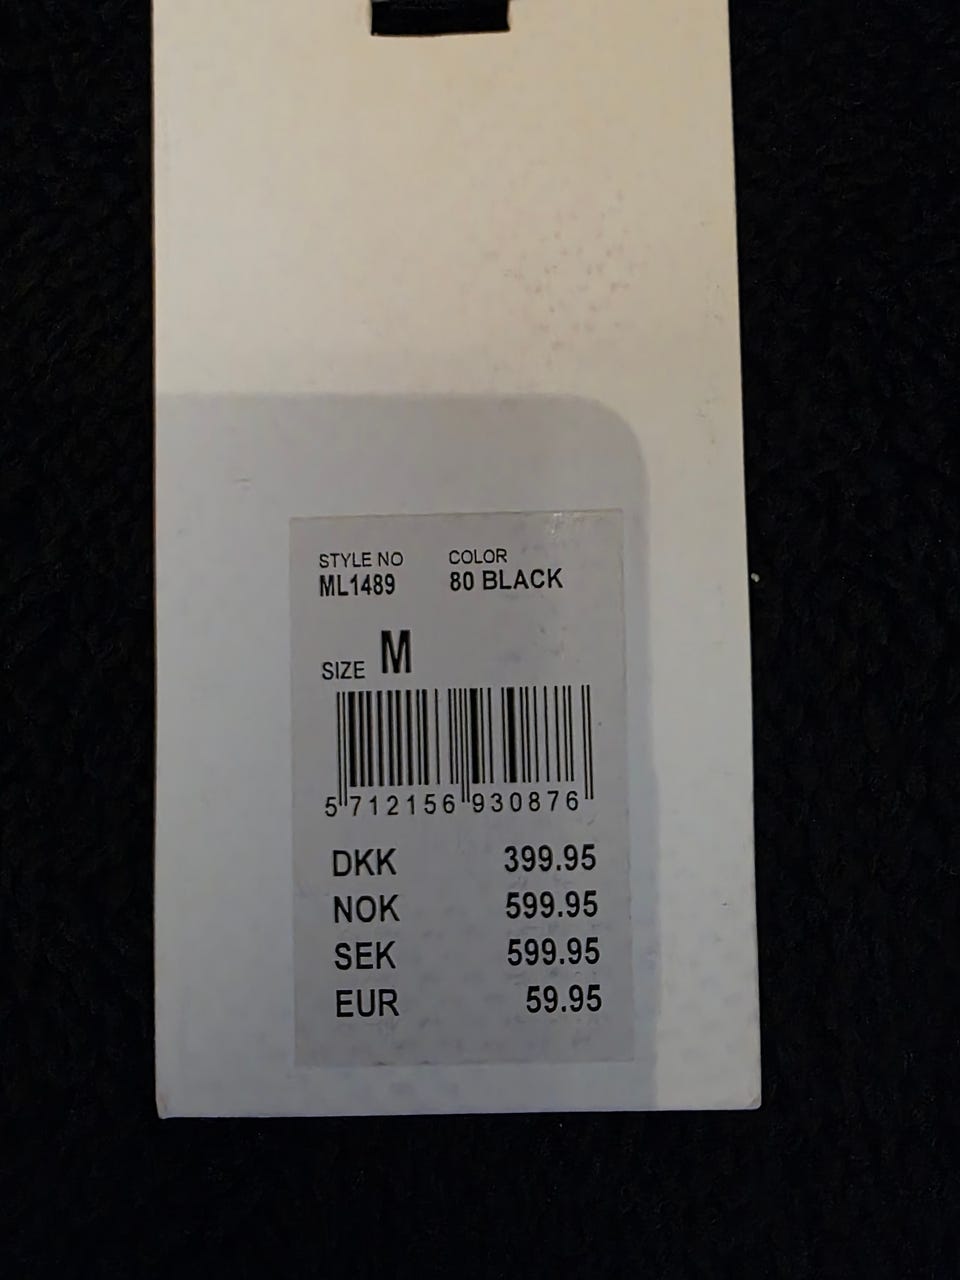 STYLE NO COLOR
ML1489 80 BLACK
SIZE M
5 712156 930876
DKK 399.95
NOK 599.95
SEK 599.95
EUR 59.95